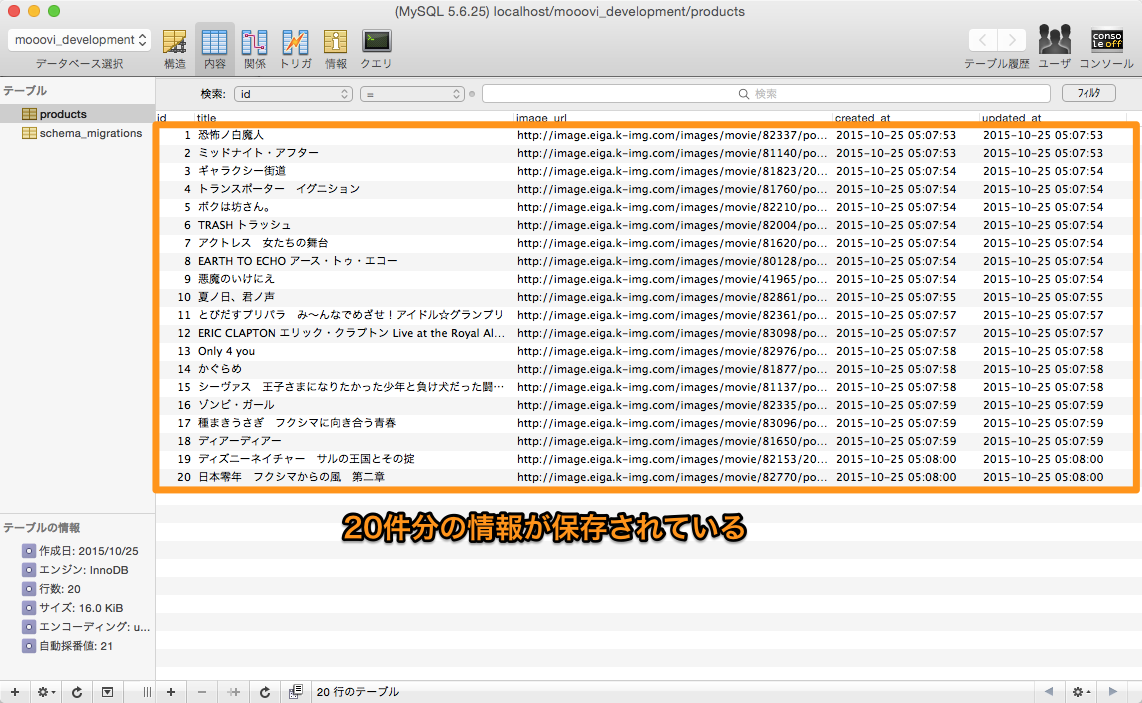 (MySQL 5.6.25) localhost/mooovi_development/products
mooovi_development
データベース選択 構造 内容 関係 トリガ 情報 クエリ テーブル履歴 ユーザ コンソール
conso
le off
テーブル
products
schema_migrations
検索: id = 検索 フィルタ
id title image_url created_at updated_at
1 恐怖ノ白魔人 http://image.eiga.k-img.com/images/movie/82337/po... 2015-10-25 05:07:53 2015-10-25 05:07:53
2 ミッドナイト・アフター http://image.eiga.k-img.com/images/movie/81140/po... 2015-10-25 05:07:53 2015-10-25 05:07:53
3 ギャラクシー街道 http://image.eiga.k-img.com/images/movie/81823/20... 2015-10-25 05:07:54 2015-10-25 05:07:54
4 トランスポーター　イグニション http://image.eiga.k-img.com/images/movie/81760/po... 2015-10-25 05:07:54 2015-10-25 05:07:54
5 ボクは坊さん。 http://image.eiga.k-img.com/images/movie/82210/po... 2015-10-25 05:07:54 2015-10-25 05:07:54
6 TRASH トラッシュ http://image.eiga.k-img.com/images/movie/82004/po... 2015-10-25 05:07:54 2015-10-25 05:07:54
7 アクトレス　女たちの舞台 http://image.eiga.k-img.com/images/movie/81620/po... 2015-10-25 05:07:54 2015-10-25 05:07:54
8 EARTH TO ECHO アース・トゥ・エコー http://image.eiga.k-img.com/images/movie/80128/po... 2015-10-25 05:07:54 2015-10-25 05:07:54
9 悪魔のいけにえ http://image.eiga.k-img.com/images/movie/41965/po... 2015-10-25 05:07:54 2015-10-25 05:07:54
10 夏ノ日、君ノ声 http://image.eiga.k-img.com/images/movie/82861/po... 2015-10-25 05:07:55 2015-10-25 05:07:55
11 とびだすプリパラ　み～んなでめざせ！アイドル☆グランプリ http://image.eiga.k-img.com/images/movie/82361/po... 2015-10-25 05:07:57 2015-10-25 05:07:57
12 ERIC CLAPTON エリック・クラプトン Live at the Royal Al... http://image.eiga.k-img.com/images/movie/83098/po... 2015-10-25 05:07:57 2015-10-25 05:07:57
13 Only 4 you http://image.eiga.k-img.com/images/movie/82976/po... 2015-10-25 05:07:58 2015-10-25 05:07:58
14 かぐらめ http://image.eiga.k-img.com/images/movie/81877/po... 2015-10-25 05:07:58 2015-10-25 05:07:58
15 シーヴァス　王子さまになりたかった少年と負け犬だった闘… http://image.eiga.k-img.com/images/movie/81137/po... 2015-10-25 05:07:58 2015-10-25 05:07:58
16 ゾンビ・ガール http://image.eiga.k-img.com/images/movie/82335/po... 2015-10-25 05:07:59 2015-10-25 05:07:59
17 種まきうさぎ　フクシマに向き合う青春 http://image.eiga.k-img.com/images/movie/83096/po... 2015-10-25 05:07:59 2015-10-25 05:07:59
18 ディアーディアー http://image.eiga.k-img.com/images/movie/81650/po... 2015-10-25 05:07:59 2015-10-25 05:07:59
19 ディズニーネイチャー　サルの王国とその掟 http://image.eiga.k-img.com/images/movie/82153/20... 2015-10-25 05:08:00 2015-10-25 05:08:00
20 日本零年　フクシマからの風　第二章 http://image.eiga.k-img.com/images/movie/82770/po... 2015-10-25 05:08:00 2015-10-25 05:08:00
20件分の情報が保存されている
テーブルの情報
作成日: 2015/10/25
エンジン: InnoDB
行数: 20
サイズ: 16.0 KiB
エンコーディング: u...
自動採番値: 21
20 行のテーブル